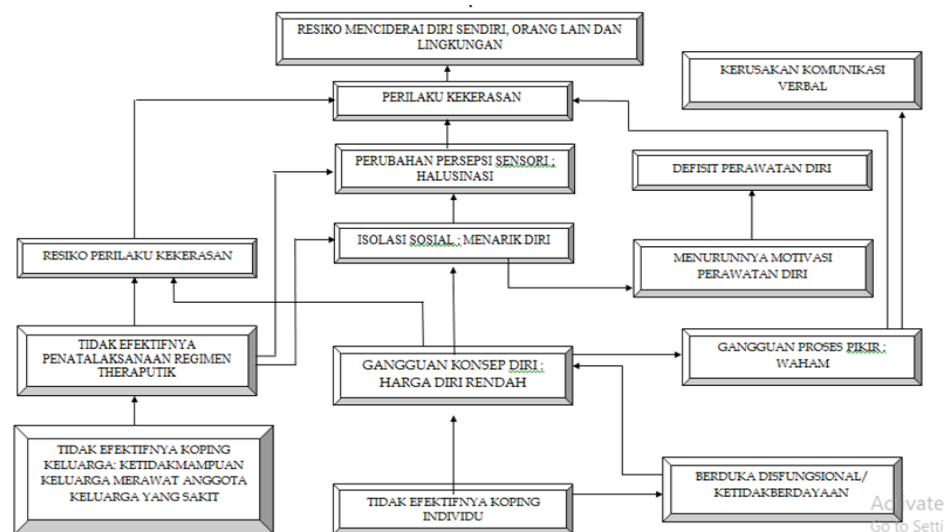 RESIKO MENCIDERAI DIRI SENDIRI, ORANG LAIN DAN
LINGKUNGAN
KERUSAKAN KOMUNIKASI
VERBAL
PERILAKU KEKERASAN
PERUBAHAN PERSEPSI SENSORI ;
HALUSINASI
DEFISIT PERAWATAN DIRI
ISOLASI SOSIAL ; MENARIK DIRI
RESIKO PERILAKU KEKERASAN
MENURUNNYA MOTIVASI
PERAWATAN DIRI
TIDAK EFEKTIFNYA
PENATALAKSANAAN REGIMEN
THERAPUTIK
GANGGUAN KONSEP DIRI ;
HARGA DIRI RENDAH
GANGGUAN PROSES PIKIR ;
WAHAM
TIDAK EFEKTIFNYA KOPING
KELUARGA: KETIDAKMAMPUAN
KELUARGA MERAWAT ANGGOTA
KELUARGA YANG SAKIT
BERDUKA DISFUNGSIONAL/
KETIDAKBERDAYAAN
TIDAK EFEKTIFNYA KOPING
INDIVIDU
Activate
Go to Setti